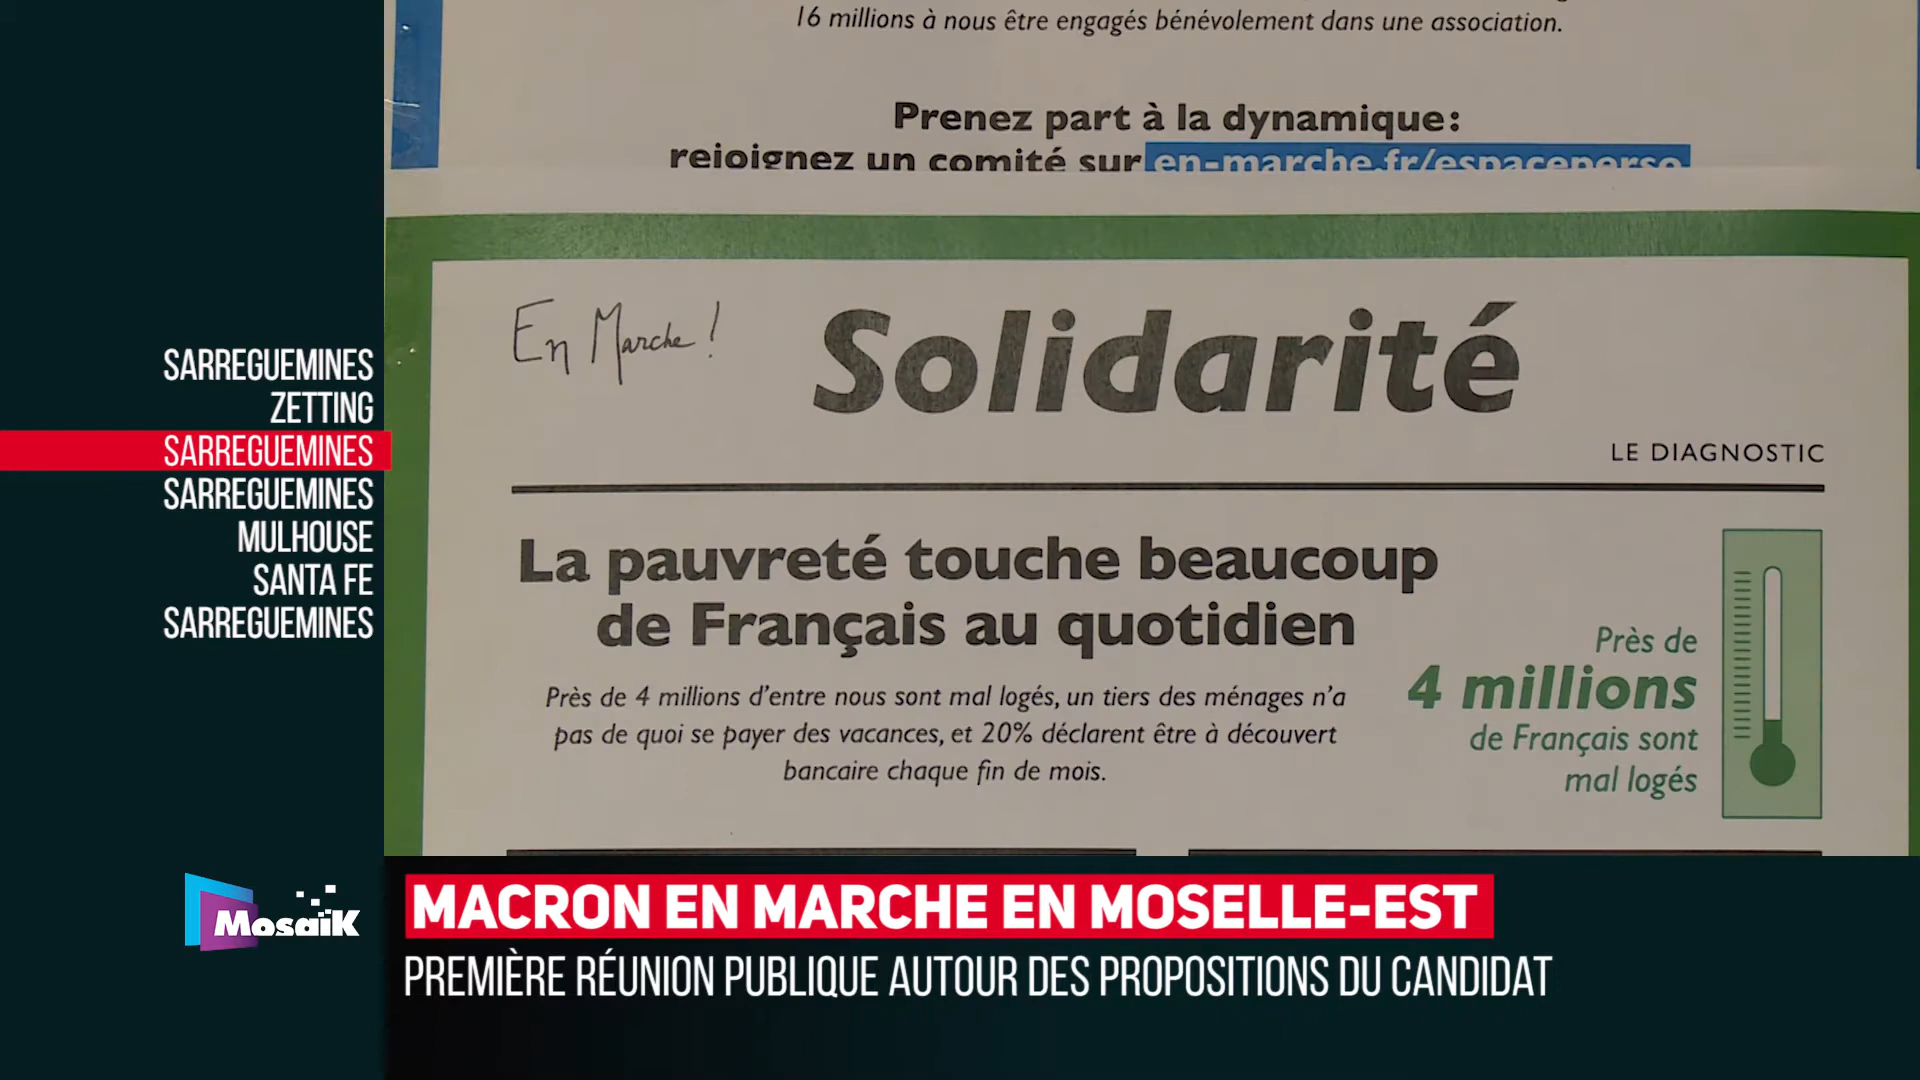 16 millions à nous être engagés bénévolement dans une association.
Prenez part à la dynamique:
rejoignez un comité sur en-marche.fr/espaceperso
En Marche !
Solidarité
LE DIAGNOSTIC
La pauvreté touche beaucoup
de Français au quotidien
Près de 4 millions d'entre nous sont mal logés, un tiers des ménages n'a
pas de quoi se payer des vacances, et 20% déclarent être à découvert
bancaire chaque fin de mois.
Près de
4 millions
de Français sont
mal logés
SARREGUEMINES
ZETTING
SARREGUEMINES
SARREGUEMINES
MULHOUSE
SANTA FE
SARREGUEMINES
MosaïK
MACRON EN MARCHE EN MOSELLE-EST
PREMIÈRE RÉUNION PUBLIQUE AUTOUR DES PROPOSITIONS DU CANDIDAT